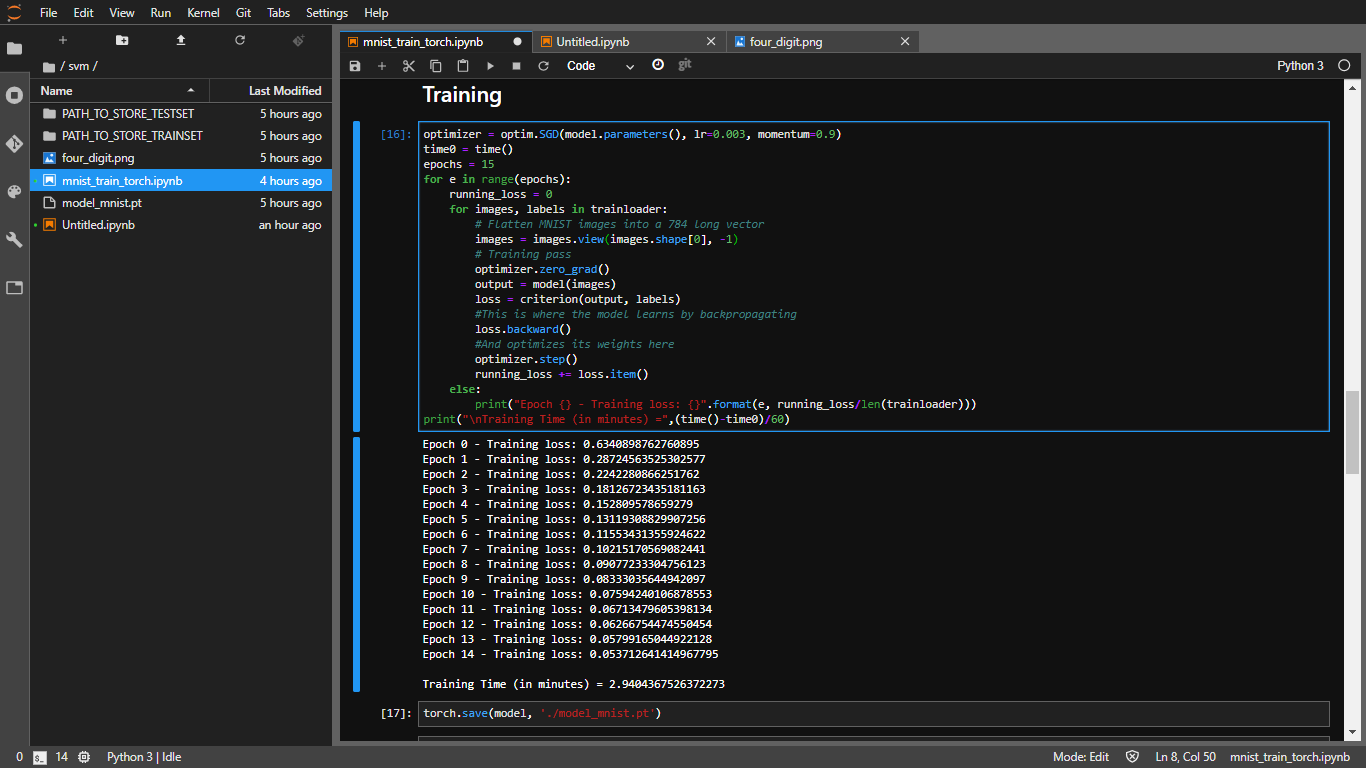 File Edit View Run Kernel Git Tabs Settings Help
/ svm /
Name Last Modified
PATH_TO_STORE_TESTSET 5 hours ago
PATH_TO_STORE_TRAINSET 5 hours ago
four_digit.png 5 hours ago
mnist_train_torch.ipynb 4 hours ago
model_mnist.pt 5 hours ago
Untitled.ipynb an hour ago
mnist_train_torch.ipynb Untitled.ipynb four_digit.png
Code git Python 3
Training
[16]: optimizer = optim.SGD(model.parameters(), lr=0.003, momentum=0.9)
time0 = time()
epochs = 15
for e in range(epochs):
    running_loss = 0
    for images, labels in trainloader:
        # Flatten MNIST images into a 784 long vector
        images = images.view(images.shape[0], -1)
        # Training pass
        optimizer.zero_grad()
        output = model(images)
        loss = criterion(output, labels)
        #This is where the model learns by backpropagating
        loss.backward()
        #And optimizes its weights here
        optimizer.step()
        running_loss += loss.item()
    else:
        print("Epoch {} - Training loss: {}".format(e, running_loss/len(trainloader)))
print("\nTraining Time (in minutes) =",(time()-time0)/60)
Epoch 0 - Training loss: 0.6340898762760895
Epoch 1 - Training loss: 0.28724563525302577
Epoch 2 - Training loss: 0.2242280866251762
Epoch 3 - Training loss: 0.18126723435181163
Epoch 4 - Training loss: 0.152809578659279
Epoch 5 - Training loss: 0.13119308829907256
Epoch 6 - Training loss: 0.11553431355924622
Epoch 7 - Training loss: 0.10215170569082441
Epoch 8 - Training loss: 0.09077233304756123
Epoch 9 - Training loss: 0.08333035644942097
Epoch 10 - Training loss: 0.07594240106878553
Epoch 11 - Training loss: 0.06713479605398134
Epoch 12 - Training loss: 0.06266754474550454
Epoch 13 - Training loss: 0.05799165044922128
Epoch 14 - Training loss: 0.053712641414967795
Training Time (in minutes) = 2.9404367526372273
[17]: torch.save(model, './model_mnist.pt')
0 14 Python 3 | Idle Mode: Edit Ln 8, Col 50 mnist_train_torch.ipynb